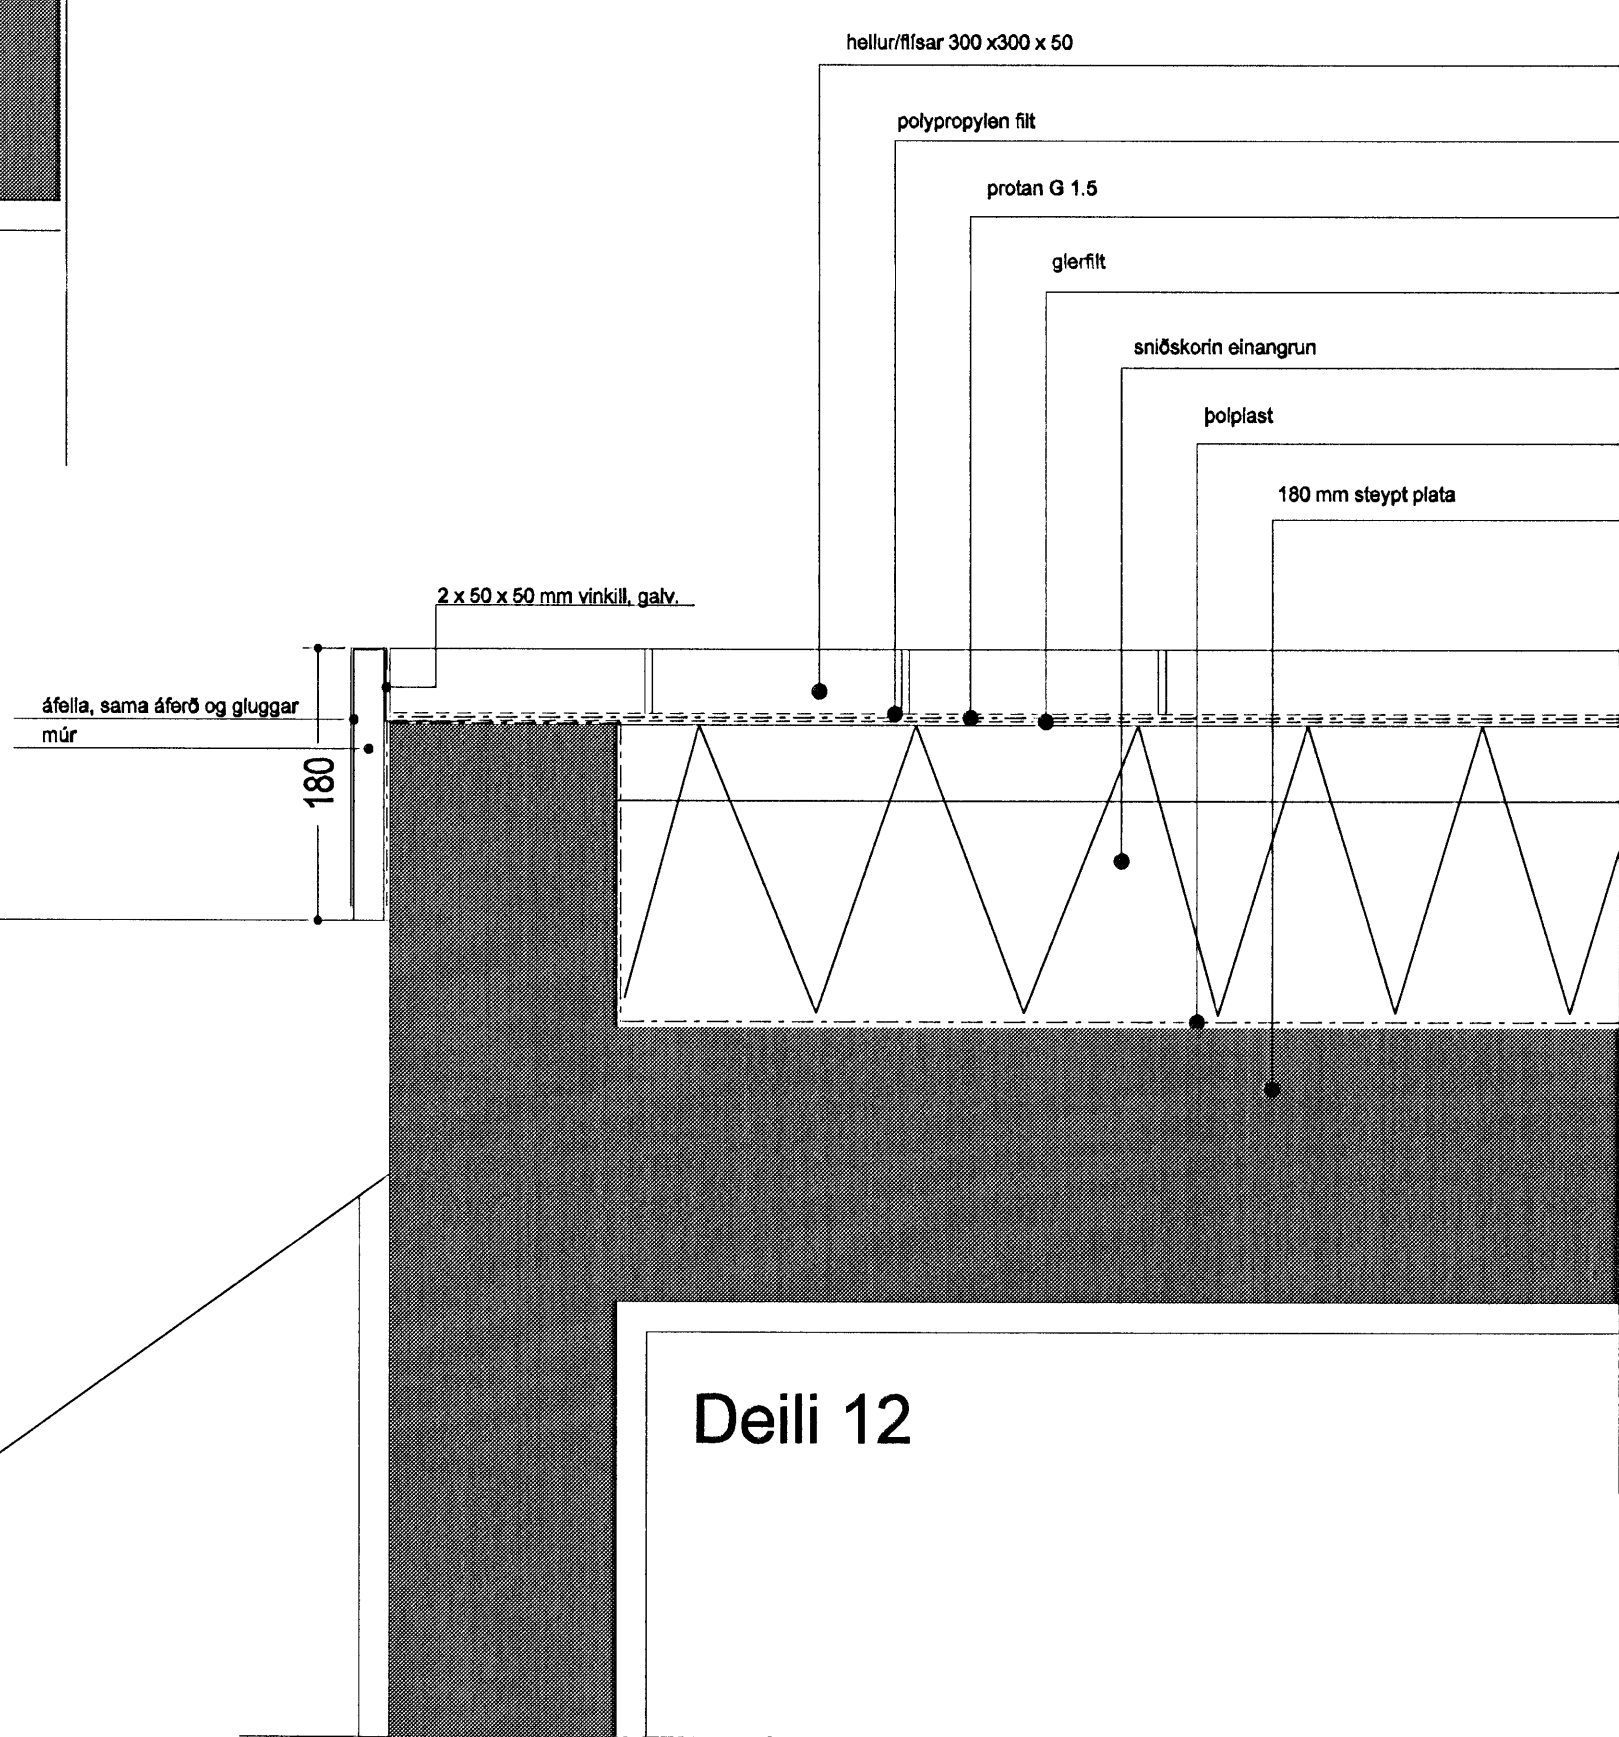 hellur/flísar 300 x300 x 50
polypropylen filt
protan G 1.5
glerfilt
sniðskorin einangrun
þolplast
180 mm steypt plata
2 x 50 x 50 mm vinkill, galv.
áfella, sama áferð og gluggar
múr
180
Deili 12